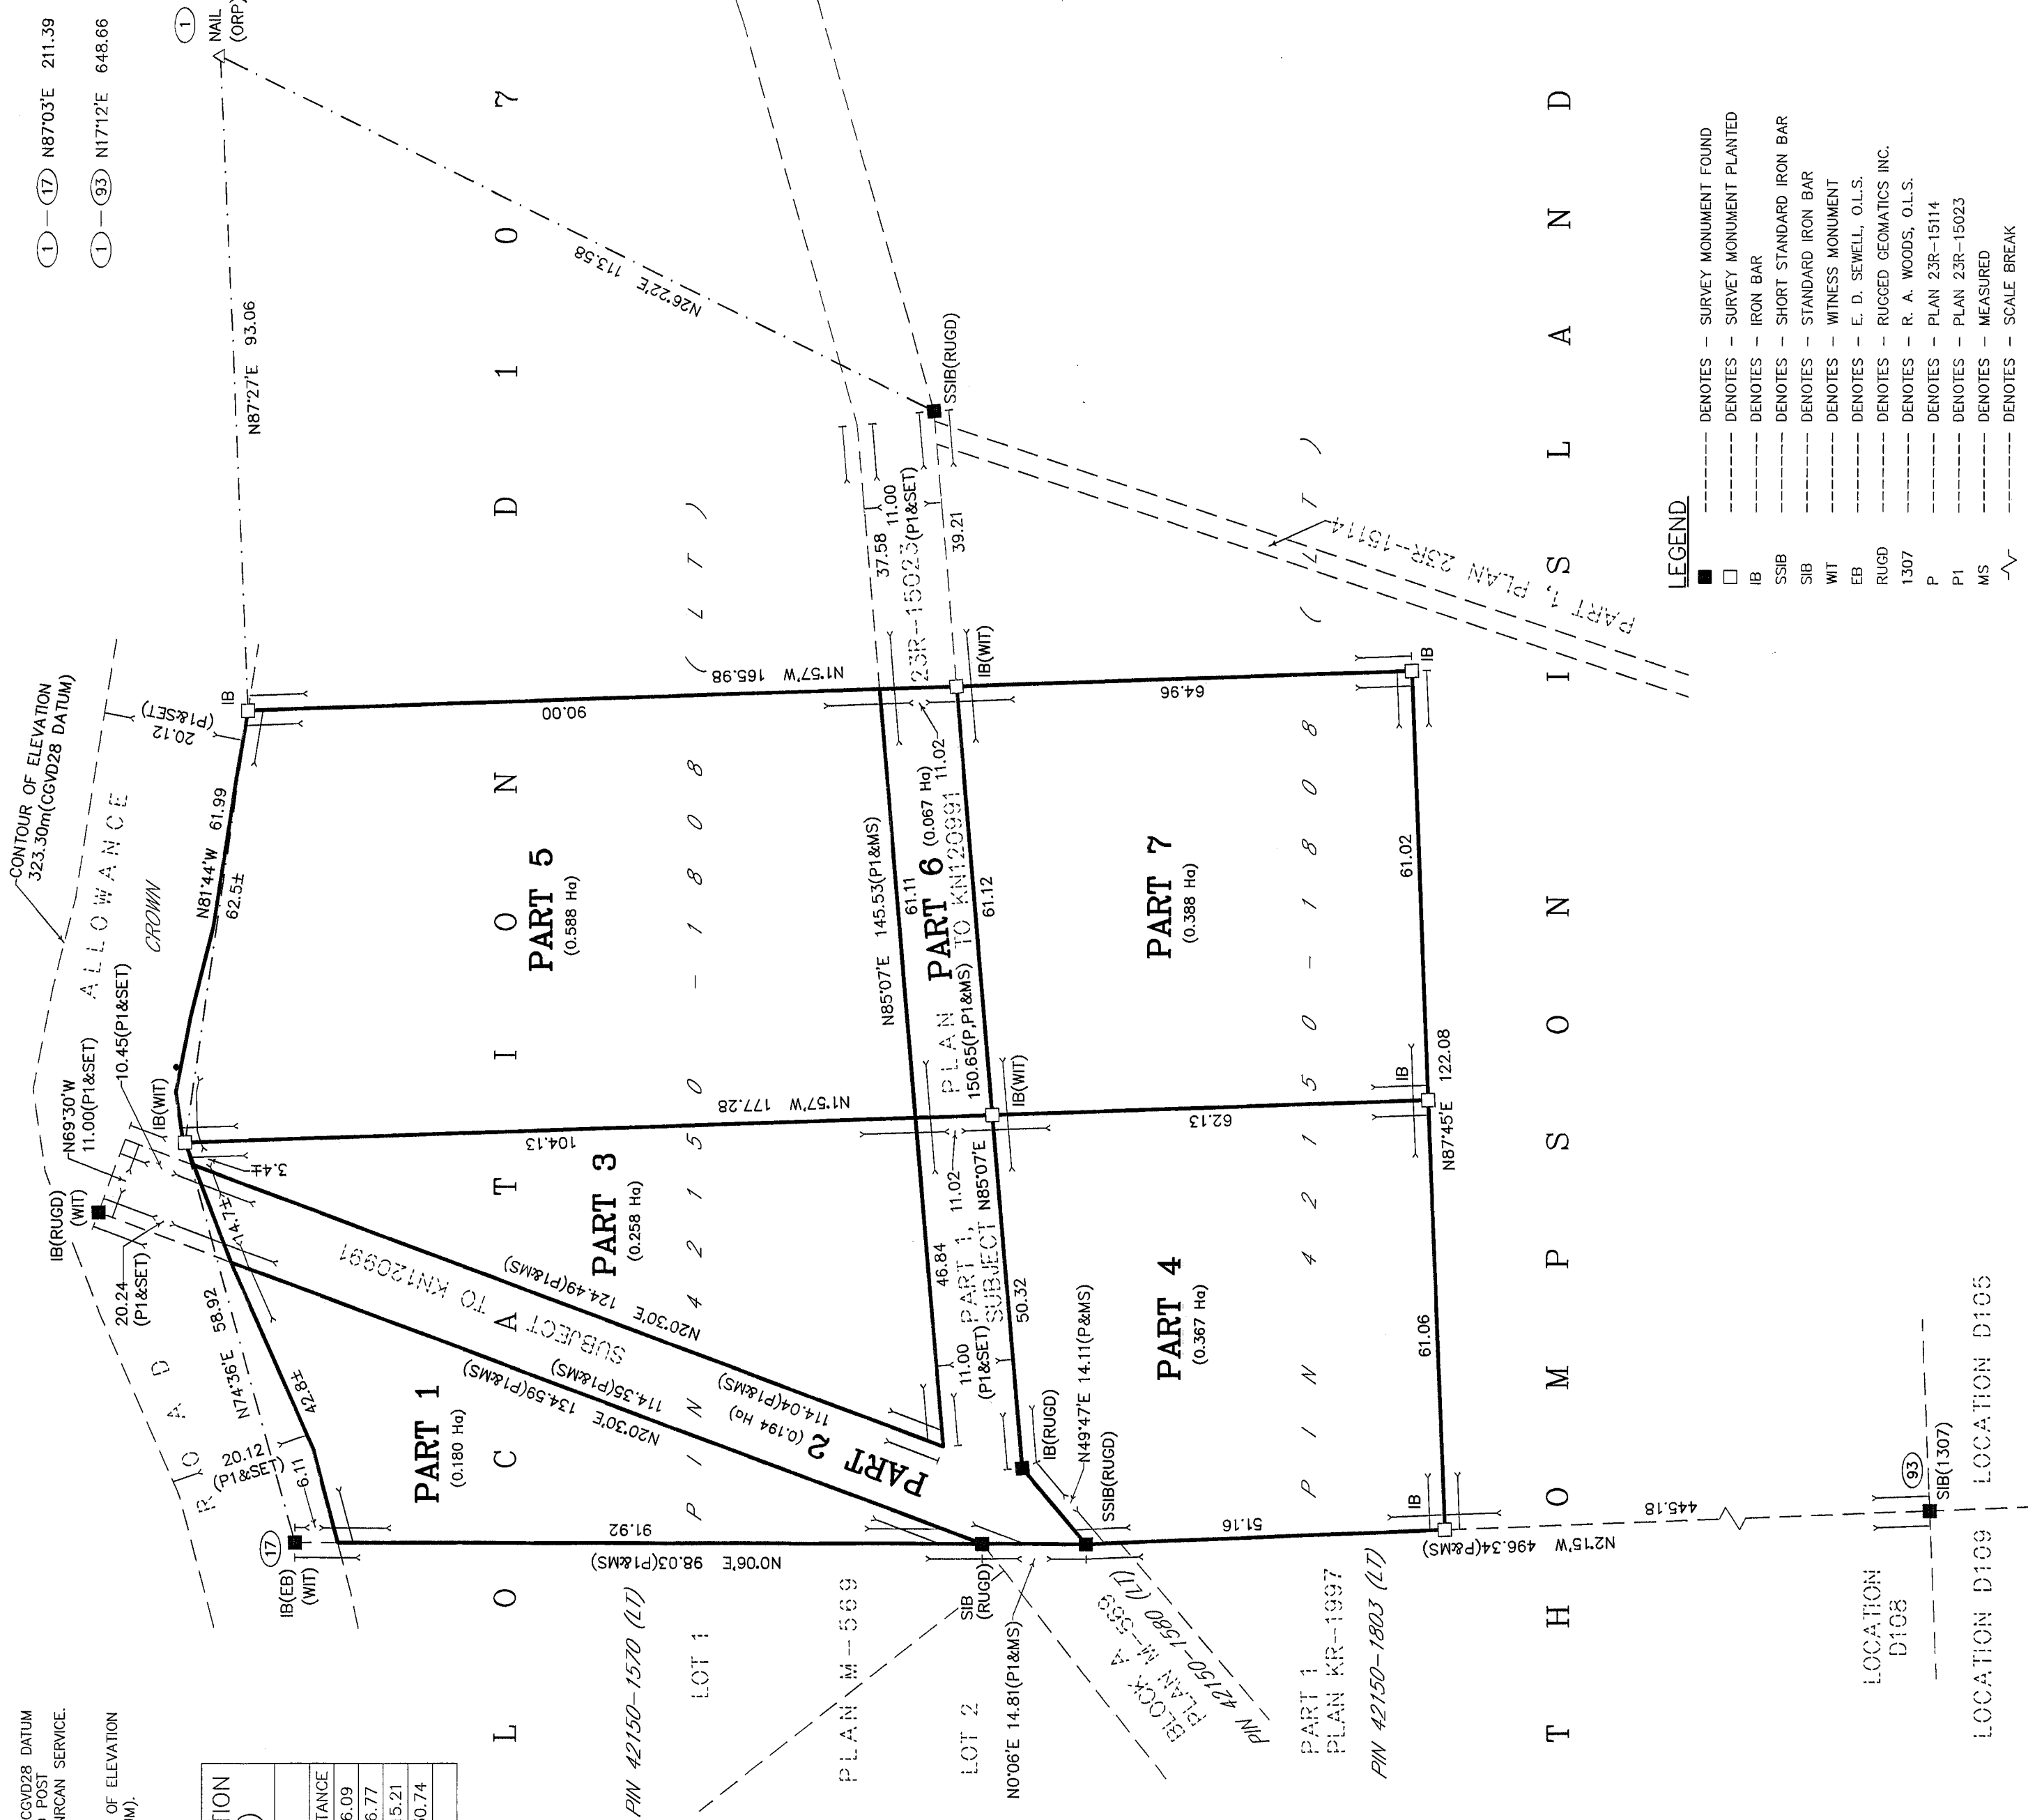 1 – 17 N87°03'E 211.39
1 – 93 N17°12'E 648.66
1
NAIL
(ORP)
N87°27'E 93.06
N26°22'E 113.58
CONTOUR OF ELEVATION
323.30m(CGVD28 DATUM)
ROAD ALLOWANCE
CROWN
20.12
(P1&SET)
IB
N81°44'W 61.99
62.5±
N69°30'W
11.00(P1&SET)
10.45(P1&SET)
IB(WIT)
IB(RUGD)
(WIT)
20.24
(P1&SET)
3.4±
14.7±
N74°36'E 58.92
42.8±
20.12
(P1&SET)
6.11
17
IB(EB)
(WIT)
LOCATION D107
PART 1
(0.180 Ha)
PART 2 (0.194 Ha)
PART 3
(0.258 Ha)
PART 5
(0.588 Ha)
90.00
N1°57'W 165.98
104.13
N1°57'W 177.28
91.92
N0°06'E 98.03(P1&MS)
N20°30'E 134.59(P1&MS)
114.35(P1&MS)
114.04(P1&MS)
N20°30'E 124.49(P1&MS)
SUBJECT TO KN120991
PIN 42150-1808 (LT)
N85°07'E 145.53(P1&MS)
61.11
46.84
37.58
11.00
(P1&SET)
39.21
SSIB(RUGD)
PART 6 (0.067 Ha)
11.02
11.02
PART 1, PLAN 23R-15023
SUBJECT TO KN120991
N85°07'E 150.65(P,P1&MS)
61.12
50.32
11.00
(P1&SET)
IB(WIT)
IB(WIT)
IB(RUGD)
N49°47'E 14.11(P&MS)
SSIB(RUGD)
SIB
(RUGD)
N0°06'E 14.81(P1&MS)
PART 4
(0.367 Ha)
PART 7
(0.388 Ha)
64.96
62.13
51.16
PIN 42150-1808 (LT)
61.02
61.06
IB
IB
IB
N87°45'E 122.08
N2°15'W 496.34(P&MS)
445.18
THOMPSON ISLAND
PART 1, PLAN 23R-15114
PIN 42150-1570 (LT)
LOT 1
PLAN M-569
LOT 2
BLOCK A
PLAN M-569
PIN 42150-1580 (LT)
PART 1
PLAN KR-1997
PIN 42150-1803 (LT)
LOCATION
D108
93
SIB(1307)
LOCATION D109 LOCATION D105
CGVD28 DATUM
POST
NRCAN SERVICE.
OF ELEVATION
LEGEND
■ DENOTES – SURVEY MONUMENT FOUND
□ DENOTES – SURVEY MONUMENT PLANTED
IB DENOTES – IRON BAR
SSIB DENOTES – SHORT STANDARD IRON BAR
SIB DENOTES – STANDARD IRON BAR
WIT DENOTES – WITNESS MONUMENT
EB DENOTES – E. D. SEWELL, O.L.S.
RUGD DENOTES – RUGGED GEOMATICS INC.
1307 DENOTES – R. A. WOODS, O.L.S.
P DENOTES – PLAN 23R-15114
P1 DENOTES – PLAN 23R-15023
MS DENOTES – MEASURED
DENOTES – SCALE BREAK